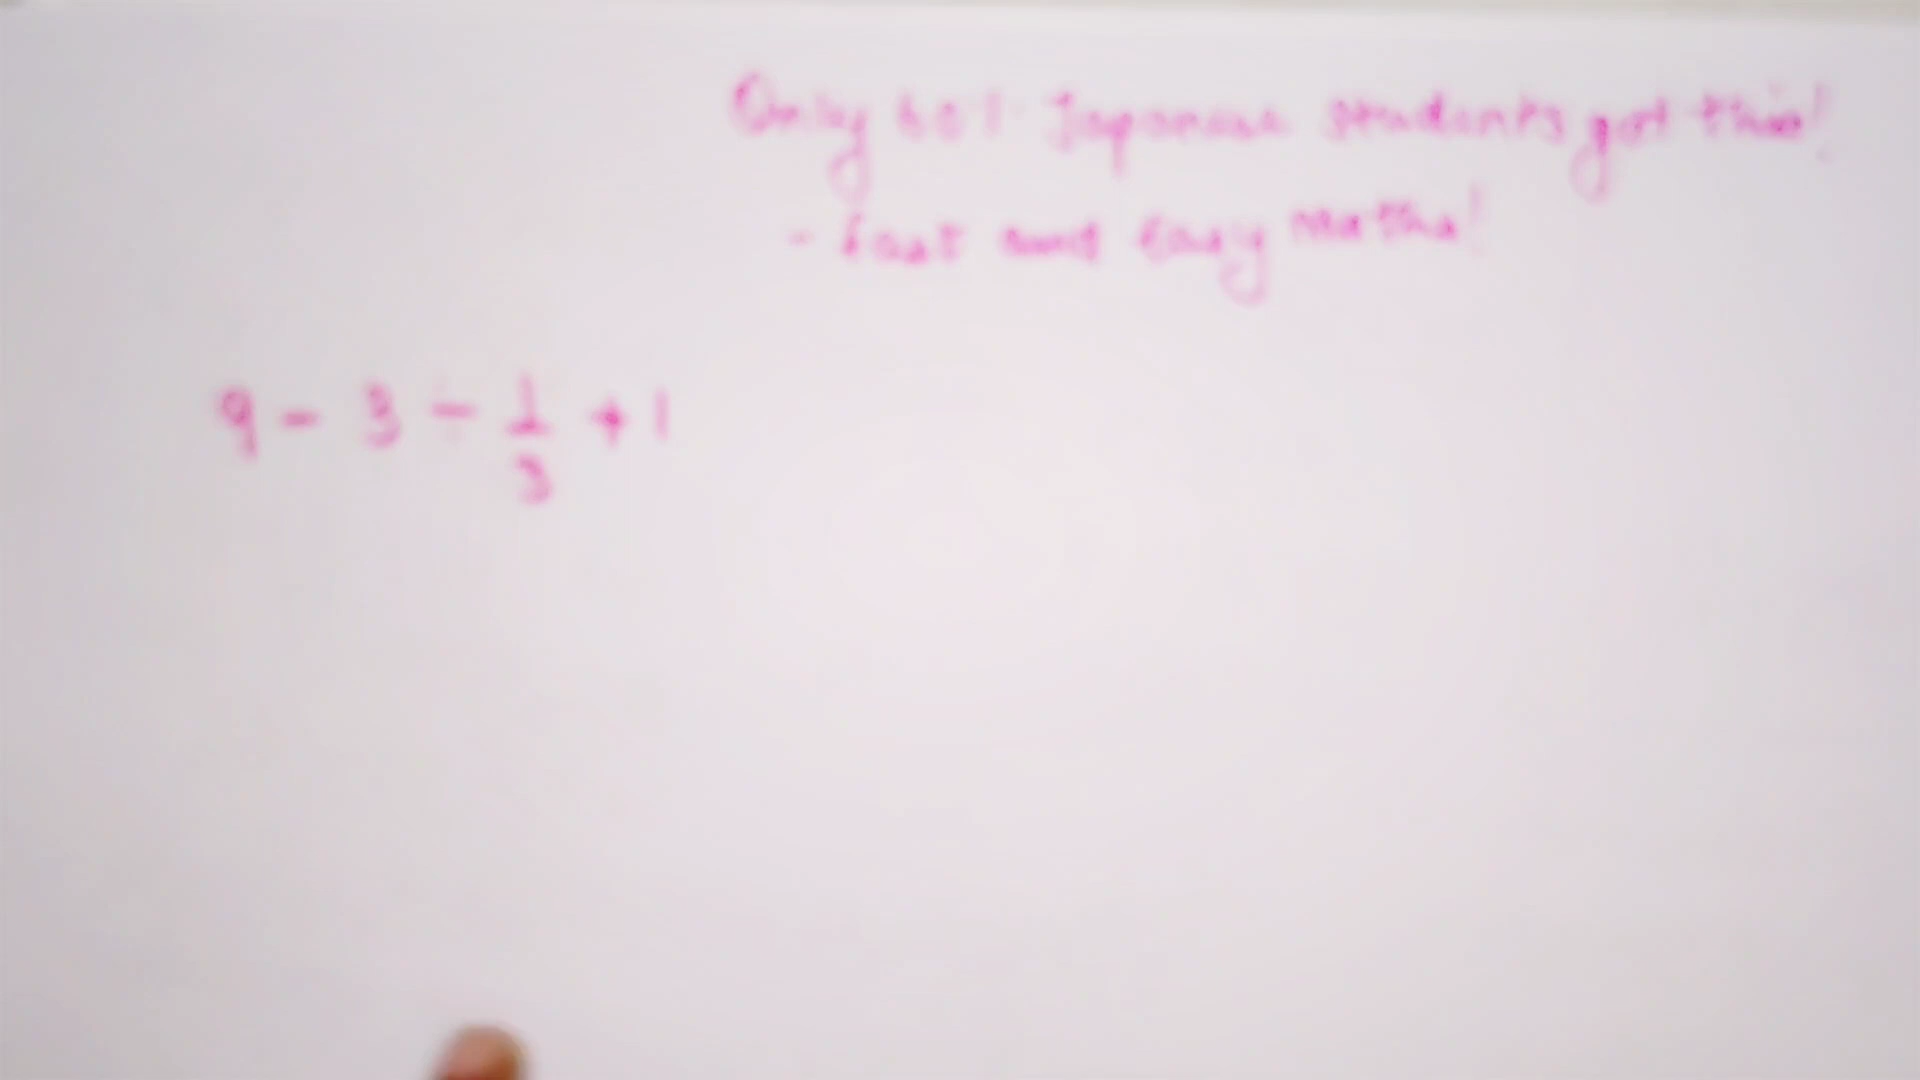 Only 60% Japanese students got this!
- Fast and Easy Maths!
9 - 3 ÷ 1/3 + 1